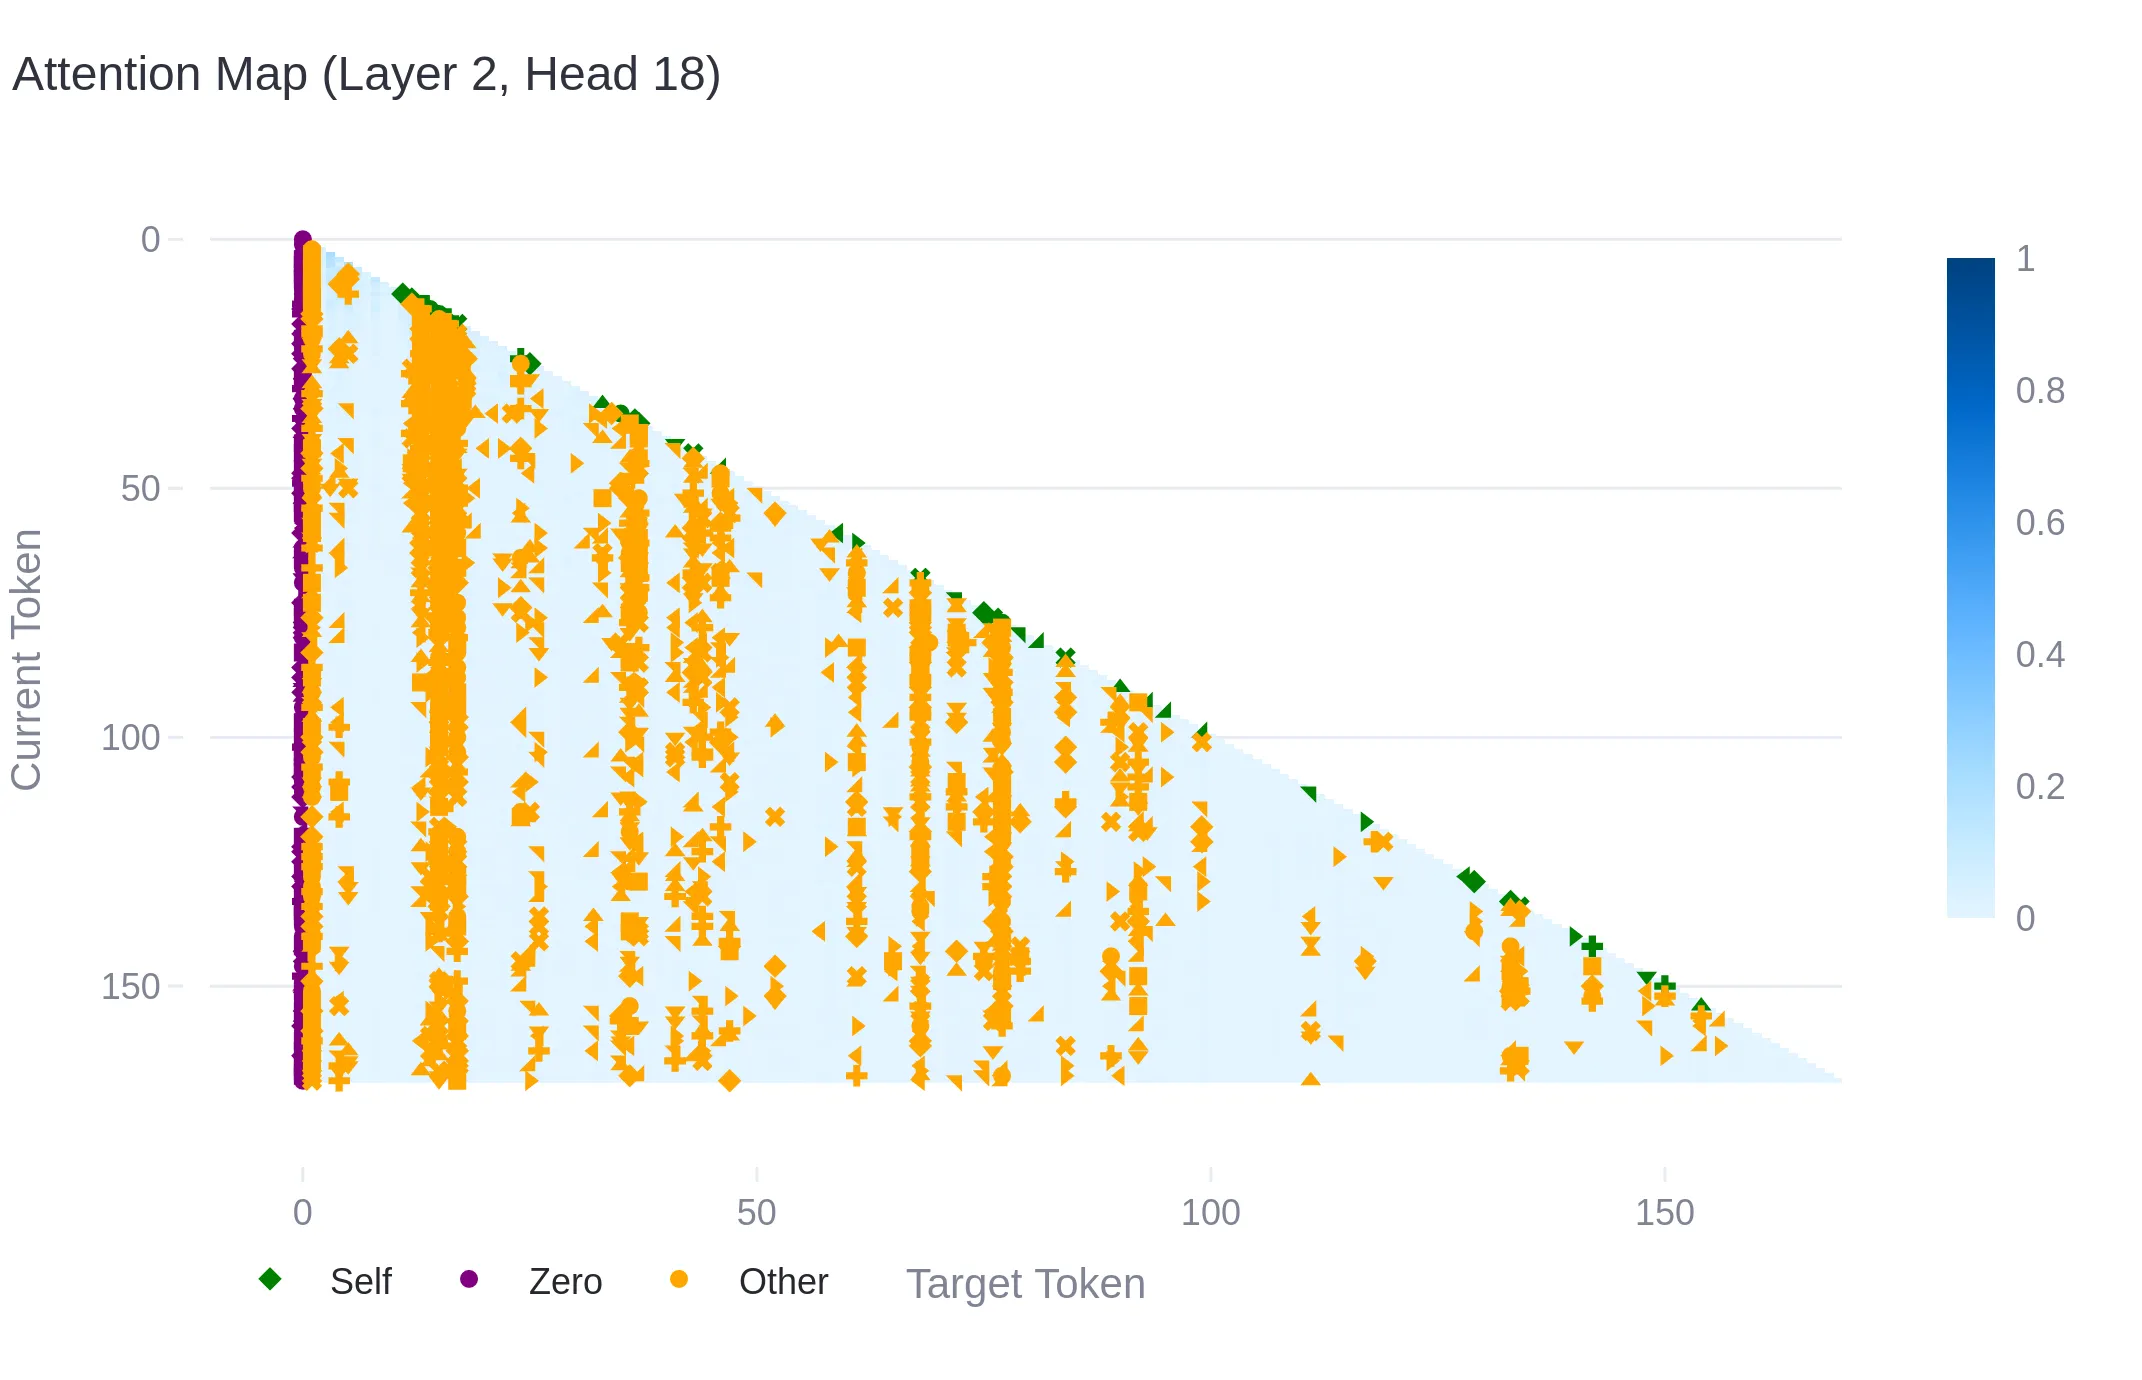 Attention Map (Layer 2, Head 18)
Current Token
0
50
100
150
0
50
100
150
Target Token
Self
Zero
Other
1
0.8
0.6
0.4
0.2
0